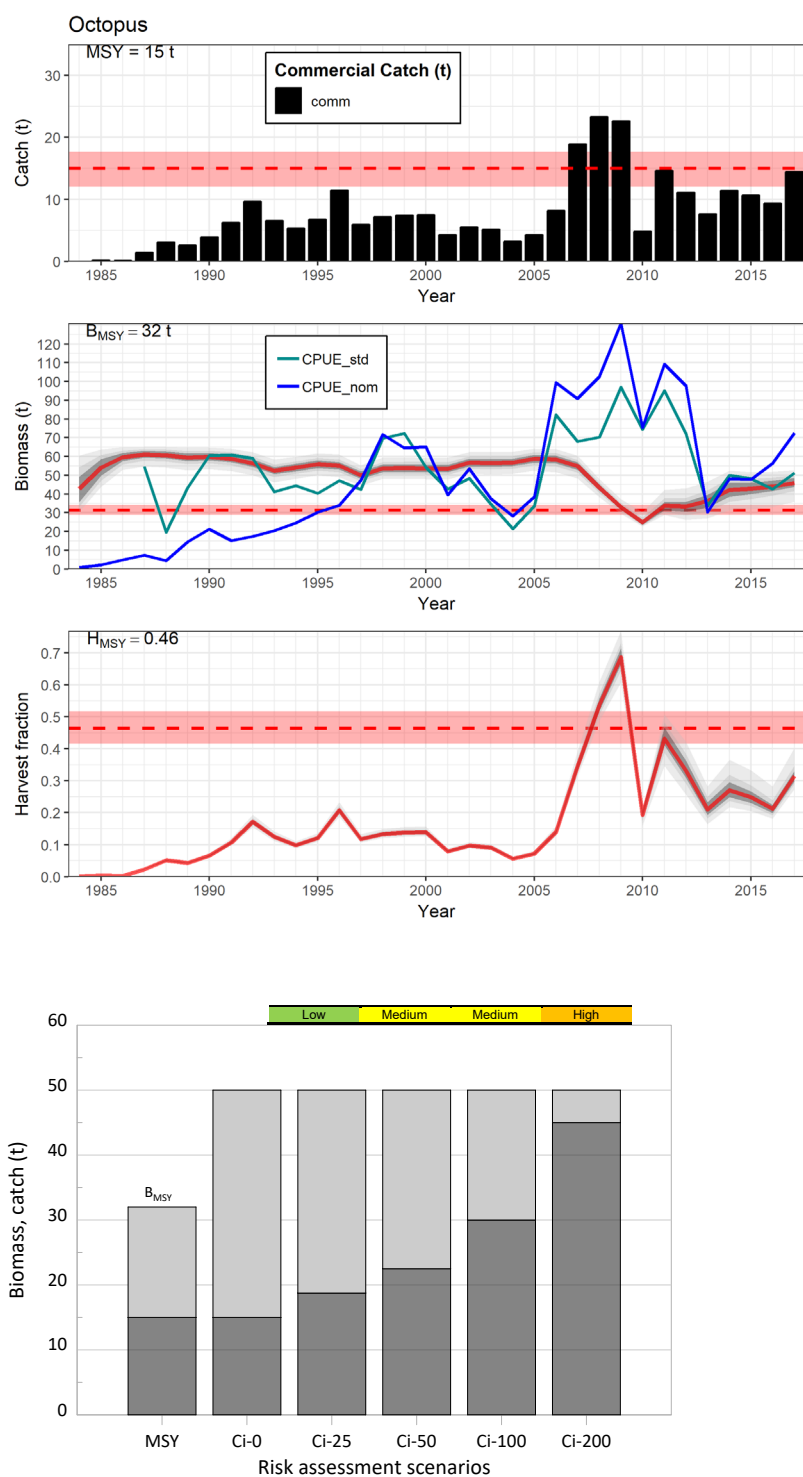 Octopus
MSY = 15 t
Commercial Catch (t)
comm
Catch (t)
30
20
10
0
1985 1990 1995 2000 2005 2010 2015
Year
BMSY = 32 t
CPUE_std
CPUE_nom
Biomass (t)
120
110
100
90
80
70
60
50
40
30
20
10
0
1985 1990 1995 2000 2005 2010 2015
Year
HMSY = 0.46
Harvest fraction
0.7
0.6
0.5
0.4
0.3
0.2
0.1
0.0
1985 1990 1995 2000 2005 2010 2015
Year
Low Medium Medium High
Biomass, catch (t)
60
50
40
30
20
10
0
BMSY
MSY Ci-0 Ci-25 Ci-50 Ci-100 Ci-200
Risk assessment scenarios